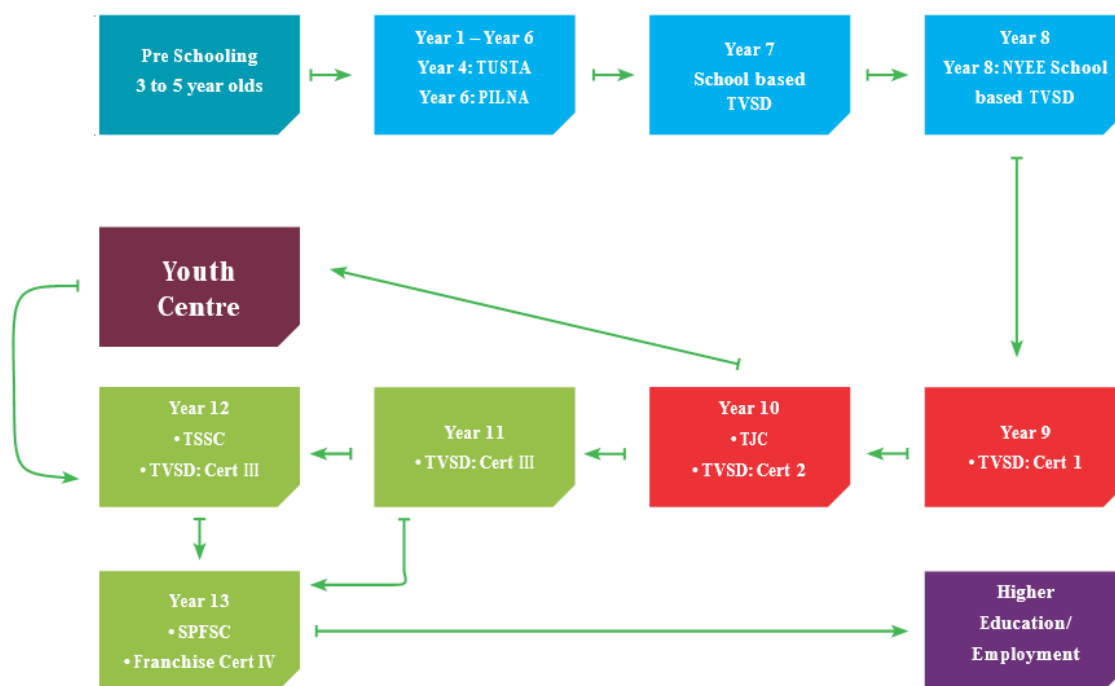 Pre Schooling
3 to 5 year olds
Year 1 – Year 6
Year 4: TUSTA
Year 6: PILNA
Year 7
School based
TVSD
Year 8
Year 8: NYEE School
based TVSD
Youth
Centre
Year 12
• TSSC
• TVSD: Cert III
Year 11
• TVSD: Cert III
Year 10
• TJC
• TVSD: Cert 2
Year 9
• TVSD: Cert 1
Year 13
• SPFSC
• Franchise Cert IV
Higher
Education/
Employment